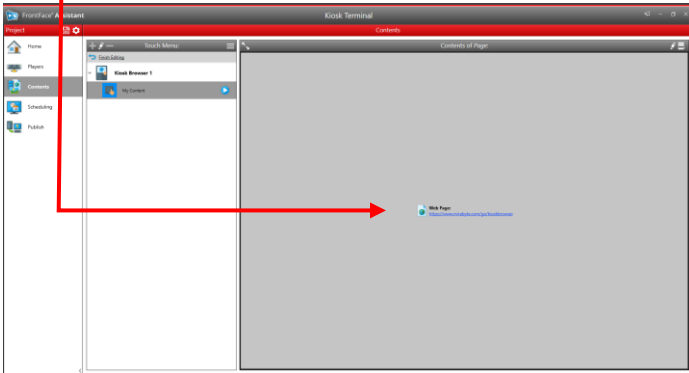 FrontFace® Assistant
Kiosk Terminal
Project
Contents
Home
Players
Contents
Scheduling
Publish
Touch Menu:
Finish Editing
Kiosk Browser 1
My Content
Contents of Page:
Web Page: